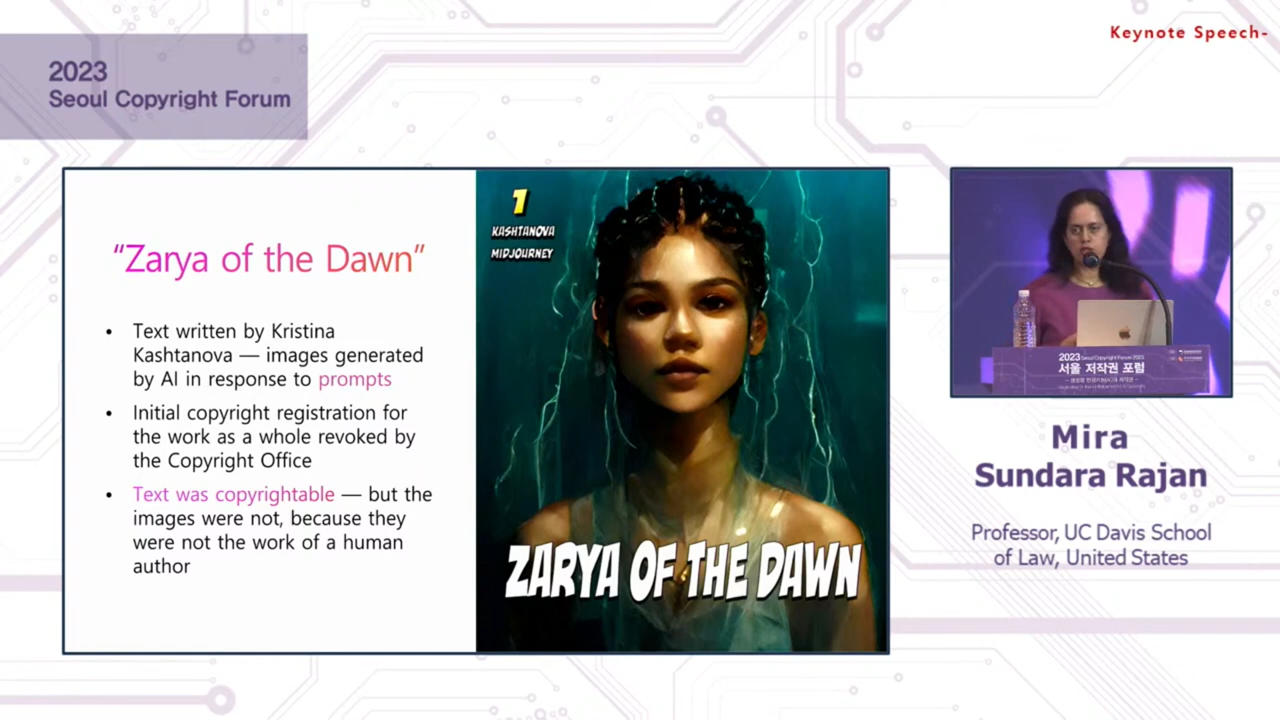 Keynote Speech-
2023
Seoul Copyright Forum
“Zarya of the Dawn”
• Text written by Kristina
Kashtanova — images generated
by AI in response to prompts
• Initial copyright registration for
the work as a whole revoked by
the Copyright Office
• Text was copyrightable — but the
images were not, because they
were not the work of a human
author
1
KASHTANOVA
MIDJOURNEY
ZARYA OF THE DAWN
2023 Seoul Copyright Forum 2023
서울 저작권 포럼
Mira
Sundara Rajan
Professor, UC Davis School
of Law, United States